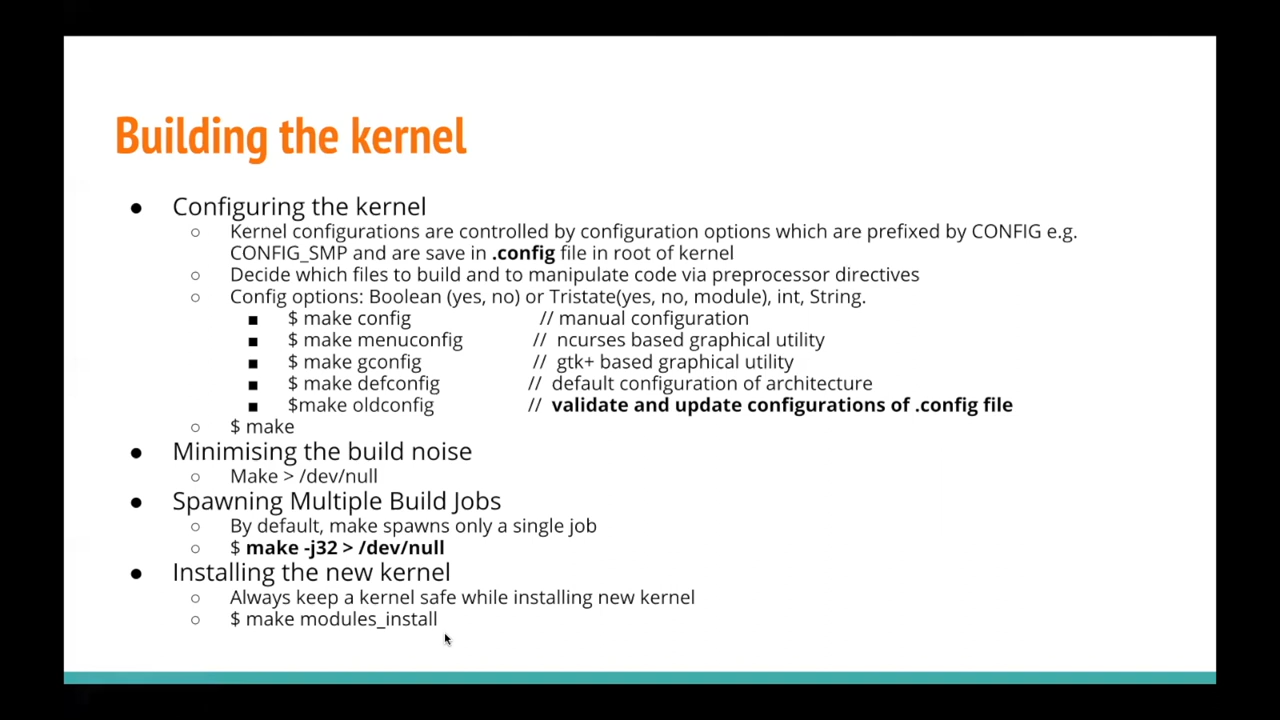 Building the kernel
● Configuring the kernel
○ Kernel configurations are controlled by configuration options which are prefixed by CONFIG e.g.
CONFIG_SMP and are save in .config file in root of kernel
○ Decide which files to build and to manipulate code via preprocessor directives
○ Config options: Boolean (yes, no) or Tristate(yes, no, module), int, String.
■ $ make config // manual configuration
■ $ make menuconfig // ncurses based graphical utility
■ $ make gconfig // gtk+ based graphical utility
■ $ make defconfig // default configuration of architecture
■ $make oldconfig // validate and update configurations of .config file
○ $ make
● Minimising the build noise
○ Make > /dev/null
● Spawning Multiple Build Jobs
○ By default, make spawns only a single job
○ $ make -j32 > /dev/null
● Installing the new kernel
○ Always keep a kernel safe while installing new kernel
○ $ make modules_install